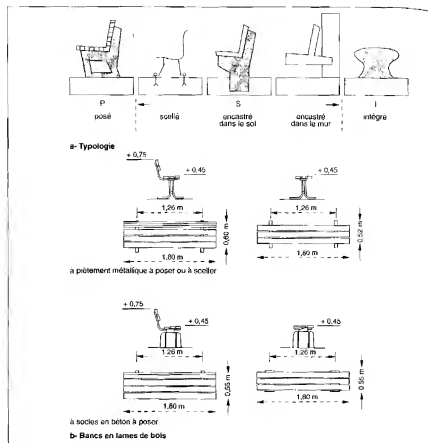 P S I
posé scellé encastré encastré intégré
dans le sol dans le mur
a- Typologie
+ 0,75
+ 0,45 + 0,45
1,26 m 1,26 m
0,60 m 0,52 m
1,80 m 1,80 m
à piètement métallique à poser ou à sceller
+ 0,75
+ 0,45 + 0,45
1,26 m 1,26 m
0,55 m 0,55 m
1,80 m 1,80 m
à socles en béton à poser
b- Bancs en lames de bois